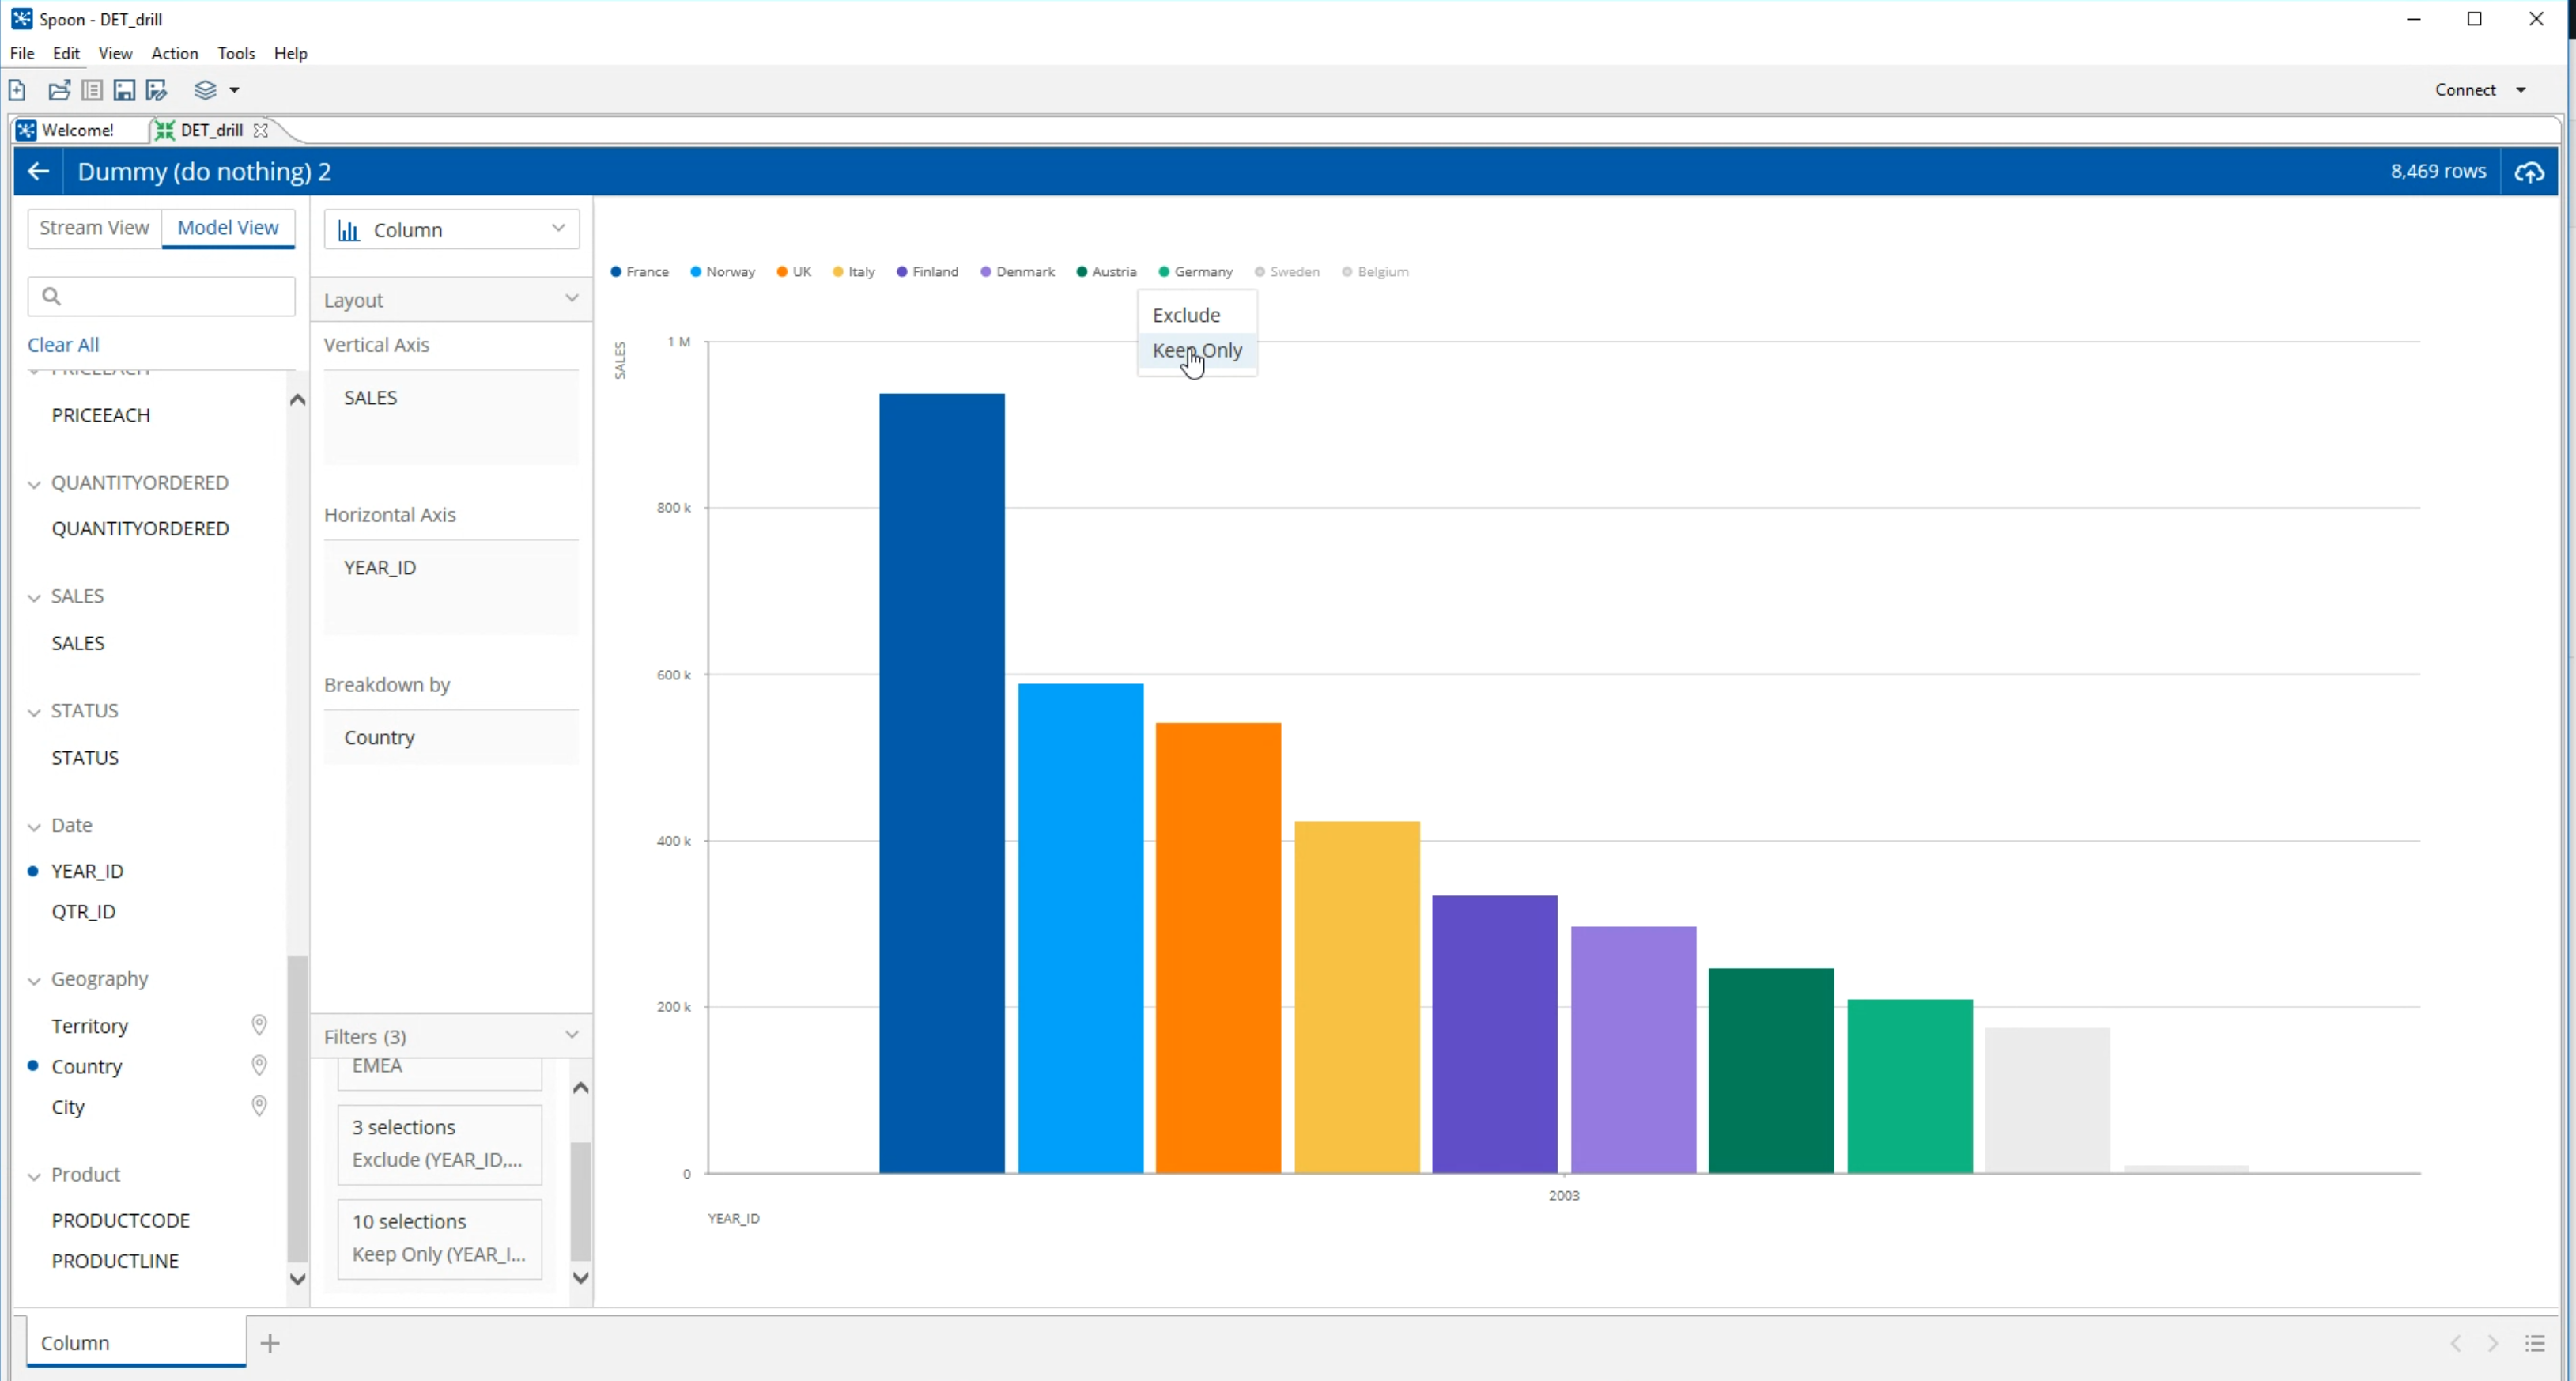 Spoon - DET_drill
File Edit View Action Tools Help
Connect
Welcome! DET_drill
Dummy (do nothing) 2 8,469 rows
Stream View Model View
Clear All
PRICEEACH
PRICEEACH
QUANTITYORDERED
QUANTITYORDERED
SALES
SALES
STATUS
STATUS
Date
YEAR_ID
QTR_ID
Geography
Territory
Country
City
Product
PRODUCTCODE
PRODUCTLINE
Column
Layout
Vertical Axis
SALES
Horizontal Axis
YEAR_ID
Breakdown by
Country
Filters (3)
EMEA
3 selections
Exclude (YEAR_ID,...
10 selections
Keep Only (YEAR_I...
France Norway UK Italy Finland Denmark Austria Germany Sweden Belgium
Exclude
Keep Only
SALES
1 M
800 k
600 k
400 k
200 k
0
2003
YEAR_ID
Column